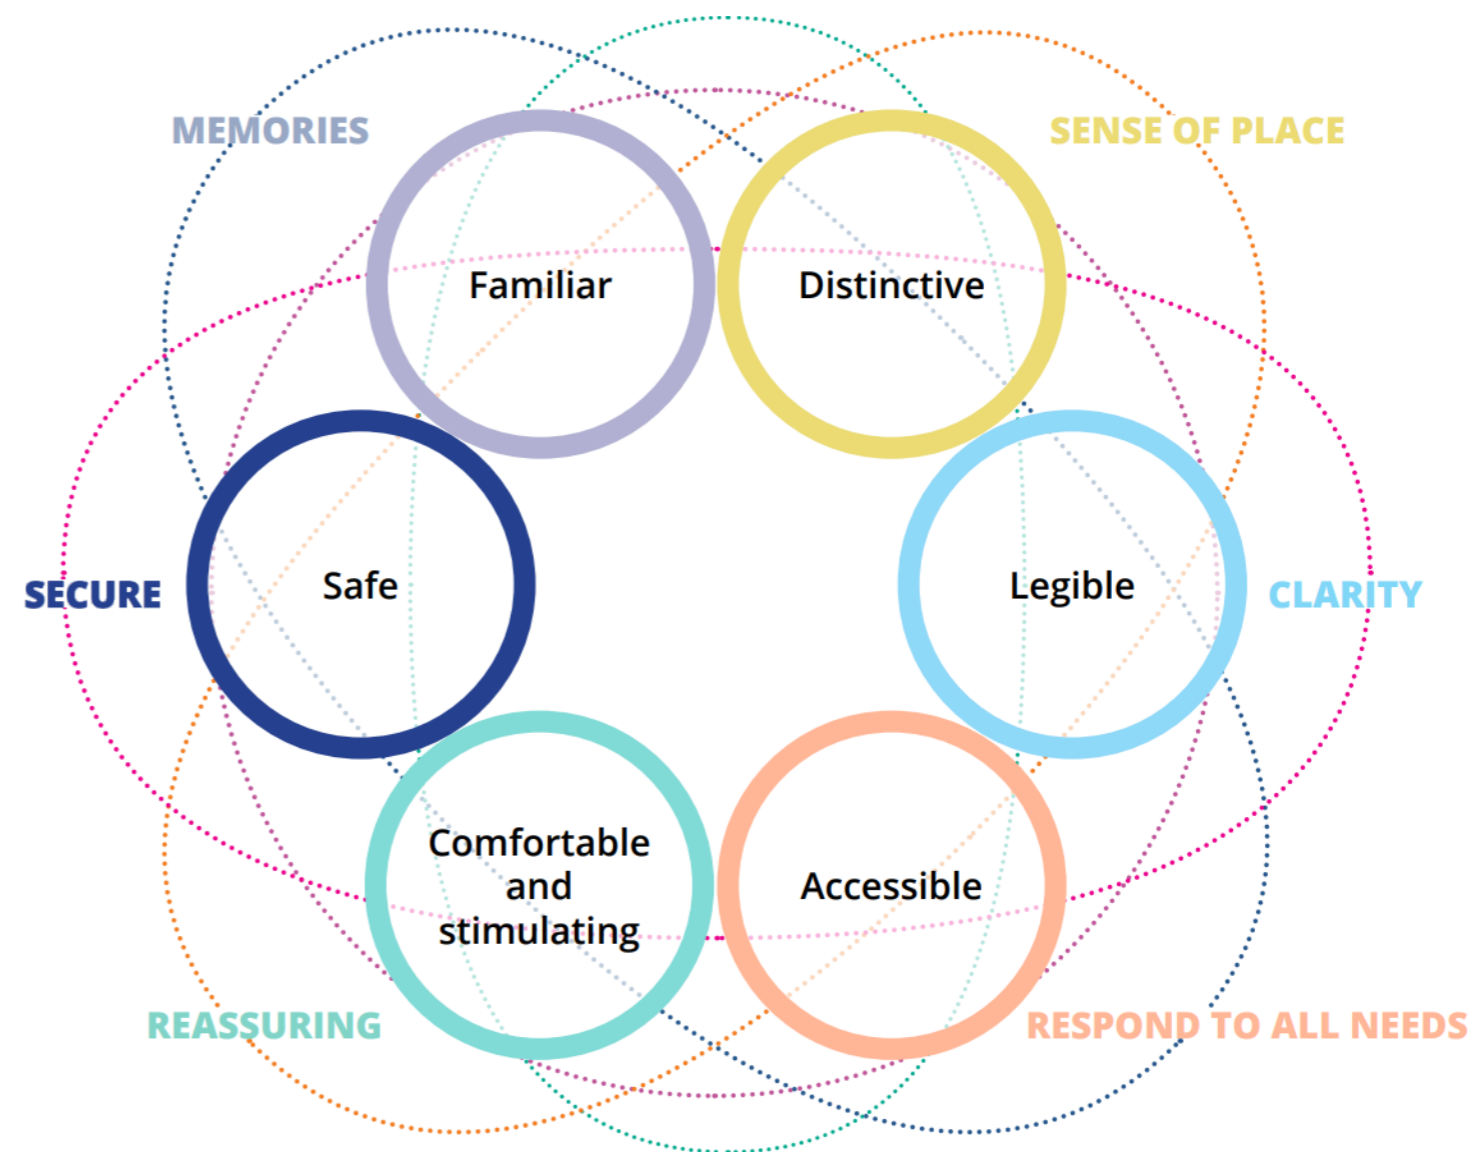 MEMORIES
SENSE OF PLACE
Familiar
Distinctive
SECURE
Safe
Legible
CLARITY
Comfortable
and
stimulating
Accessible
REASSURING
RESPOND TO ALL NEEDS